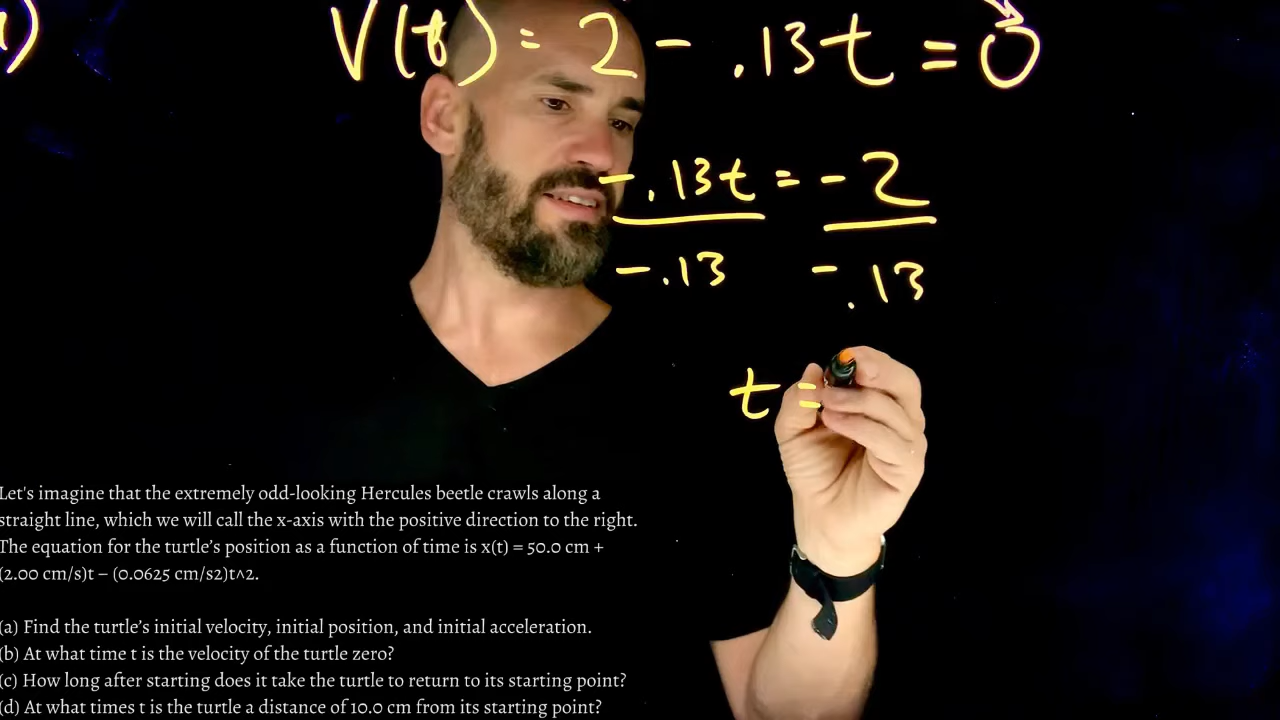 V(t) = 2 - .13t = 0
-.13t = -2
-.13 -.13
t =
Let's imagine that the extremely odd-looking Hercules beetle crawls along a
straight line, which we will call the x-axis with the positive direction to the right.
The equation for the turtle's position as a function of time is x(t) = 50.0 cm +
(2.00 cm/s)t – (0.0625 cm/s2)t^2.
(a) Find the turtle's initial velocity, initial position, and initial acceleration.
(b) At what time t is the velocity of the turtle zero?
(c) How long after starting does it take the turtle to return to its starting point?
(d) At what times t is the turtle a distance of 10.0 cm from its starting point?